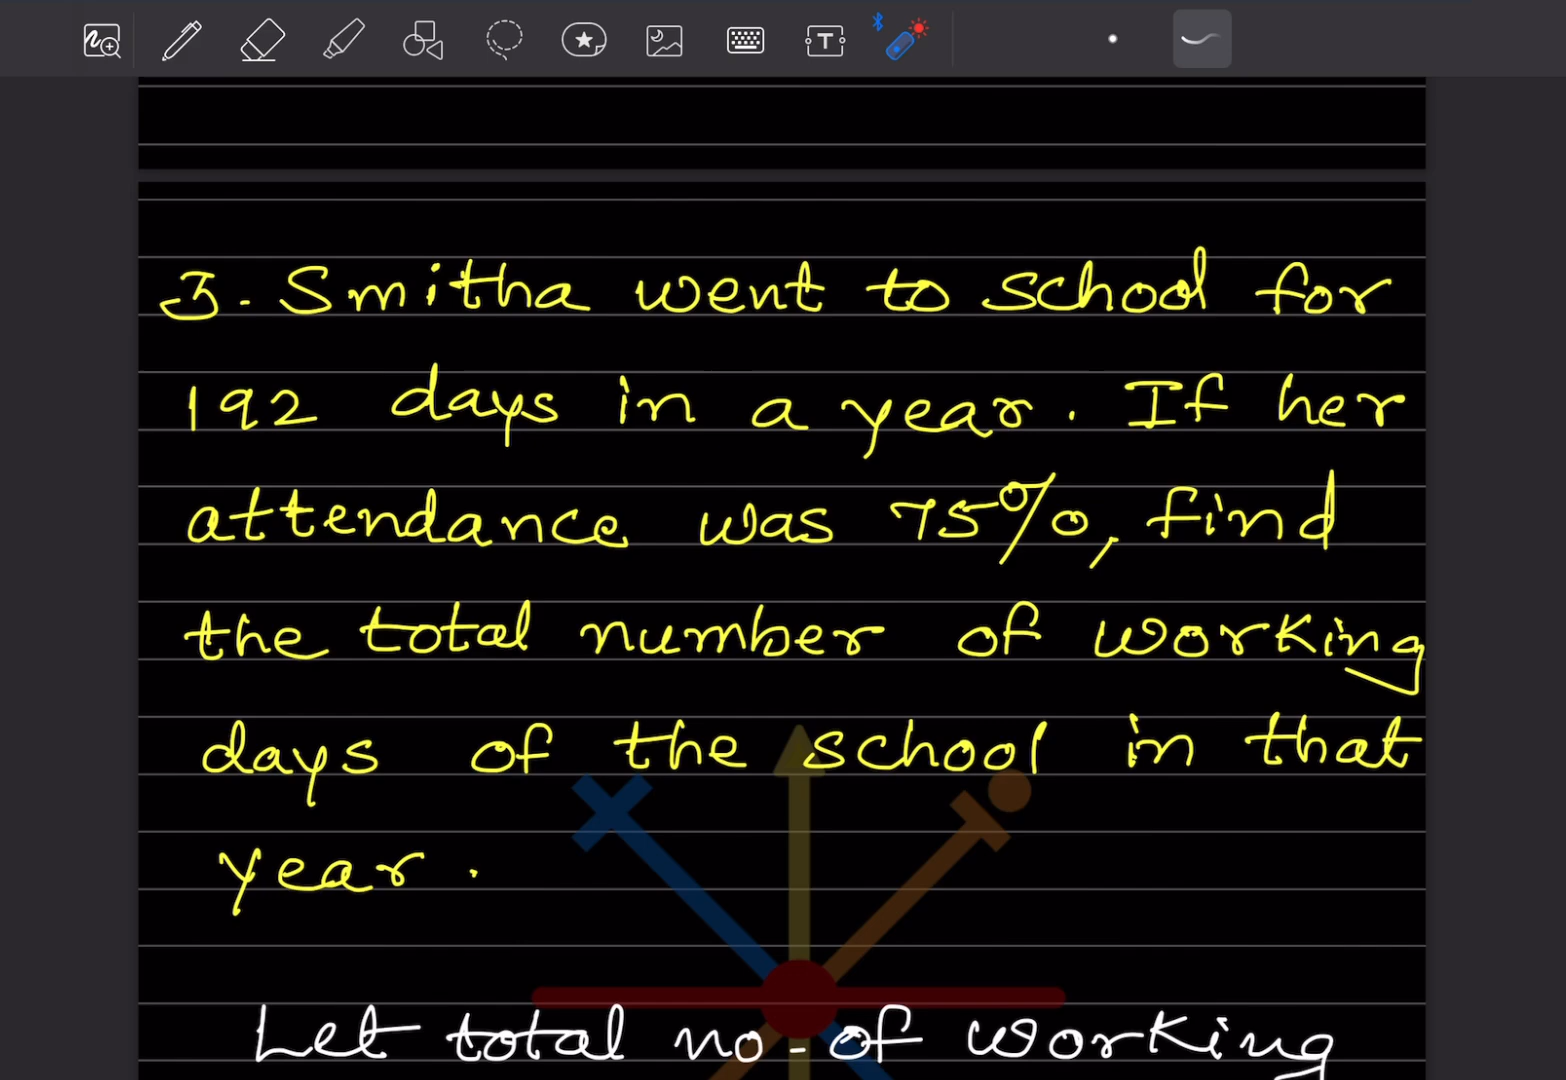 3. Smitha went to school for
192 days in a year. If her
attendance was 75%, find
the total number of working
days of the school in that
year.
Let total no. of working